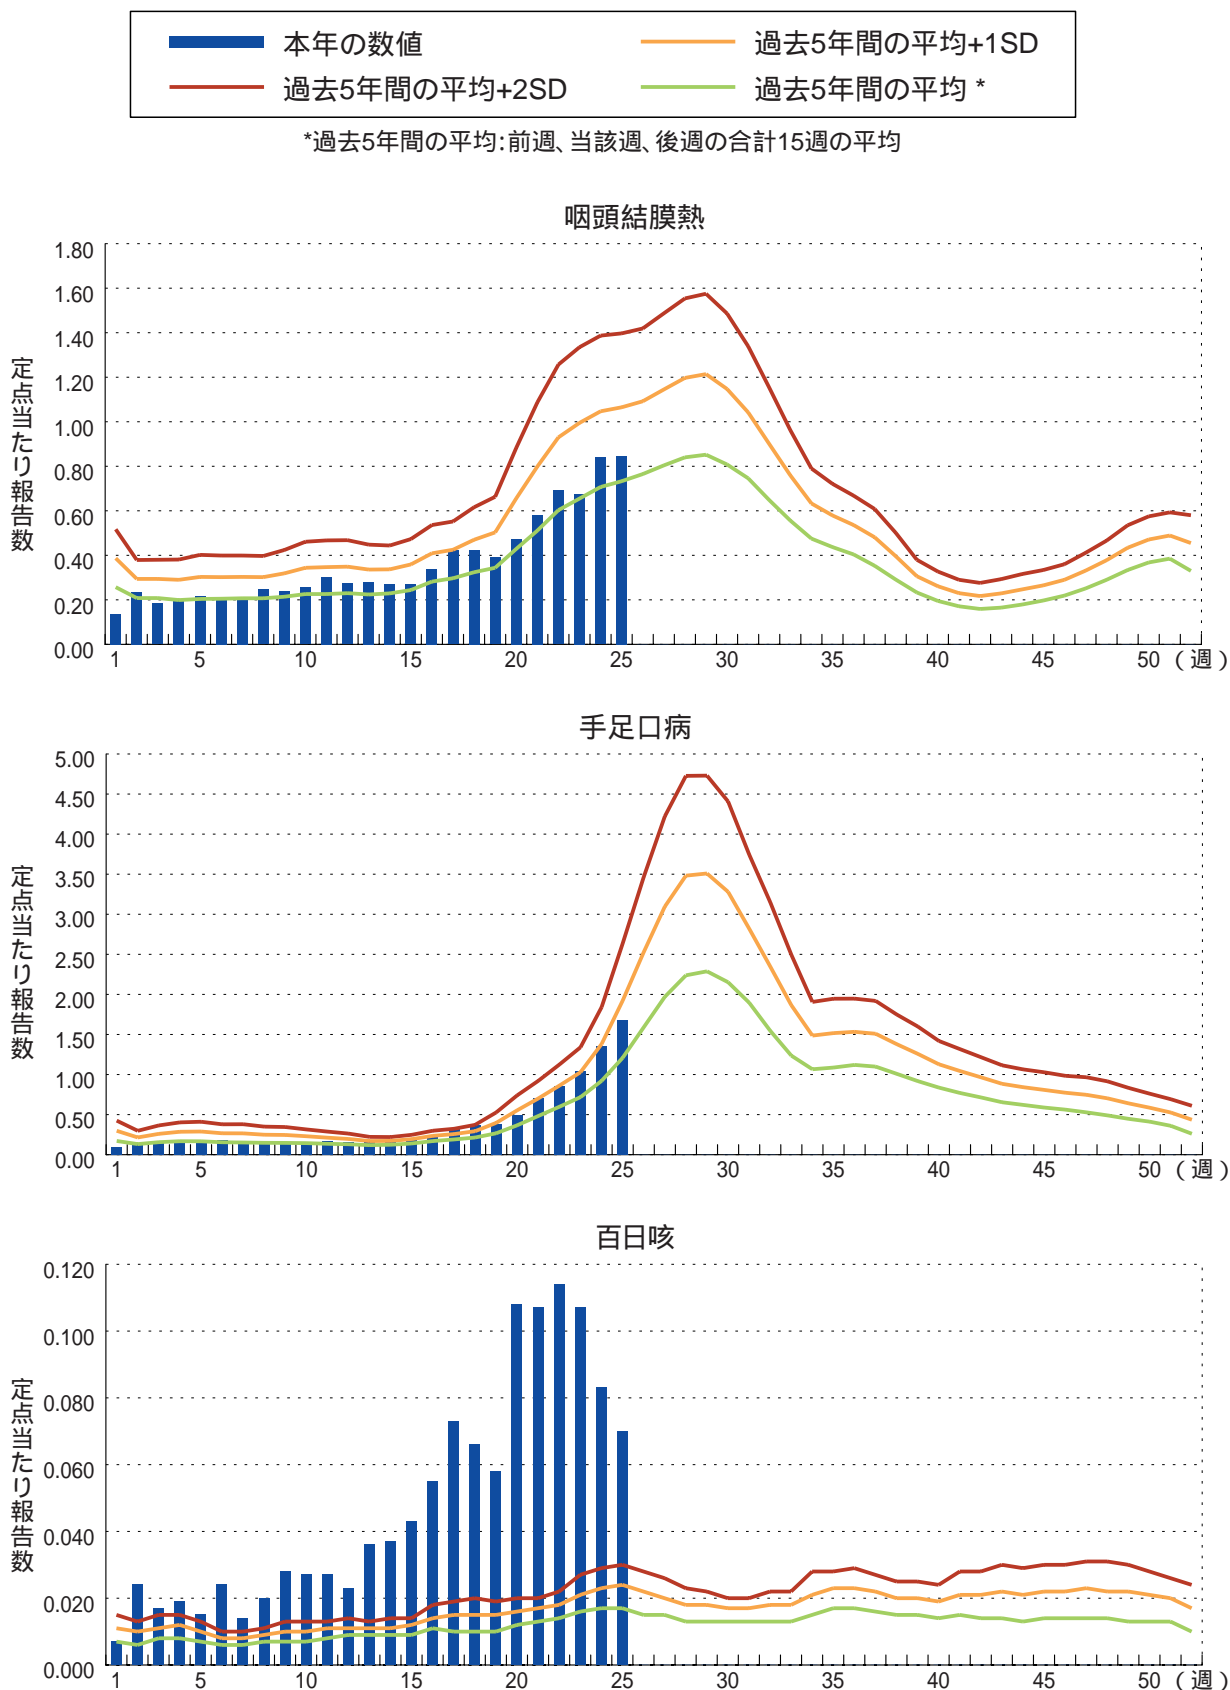 本年の数値
過去5年間の平均+1SD
過去5年間の平均+2SD
過去5年間の平均 *
*過去5年間の平均:前週、当該週、後週の合計15週の平均
咽頭結膜熱
定点当たり報告数
1.80
1.60
1.40
1.20
1.00
0.80
0.60
0.40
0.20
0.00
1 5 10 15 20 25 30 35 40 45 50 (週)
手足口病
定点当たり報告数
5.00
4.50
4.00
3.50
3.00
2.50
2.00
1.50
1.00
0.50
0.00
1 5 10 15 20 25 30 35 40 45 50 (週)
百日咳
定点当たり報告数
0.120
0.100
0.080
0.060
0.040
0.020
0.000
1 5 10 15 20 25 30 35 40 45 50 (週)